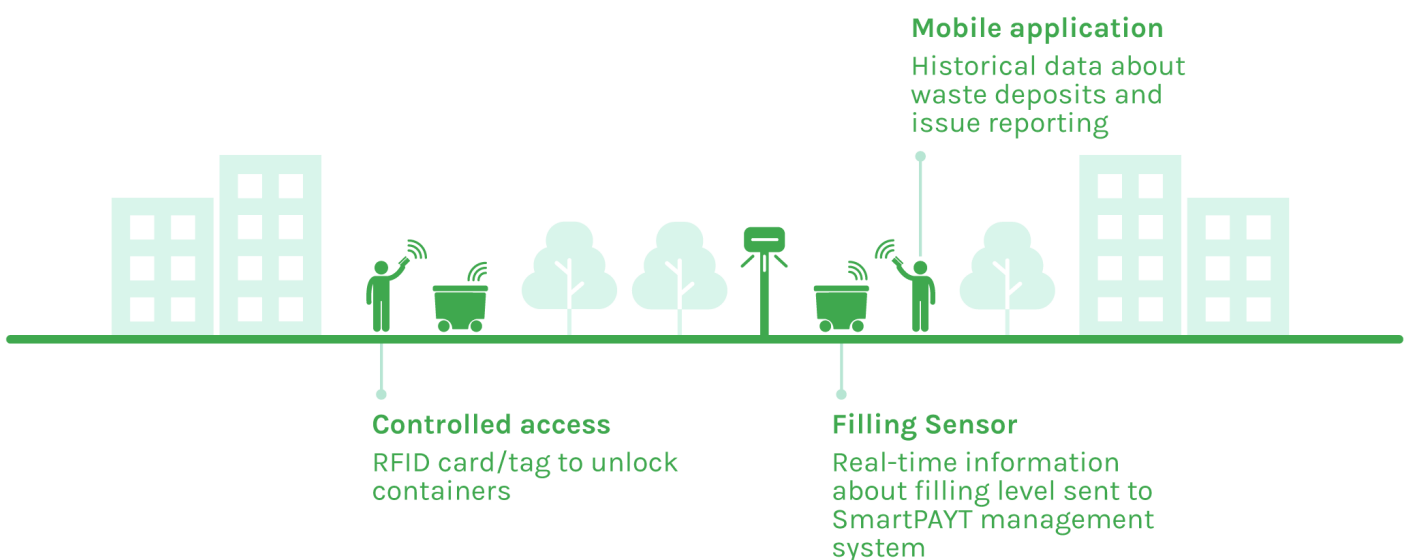 Mobile application
Historical data about
waste deposits and
issue reporting
Controlled access
RFID card/tag to unlock
containers
Filling Sensor
Real-time information
about filling level sent to
SmartPAYT management
system